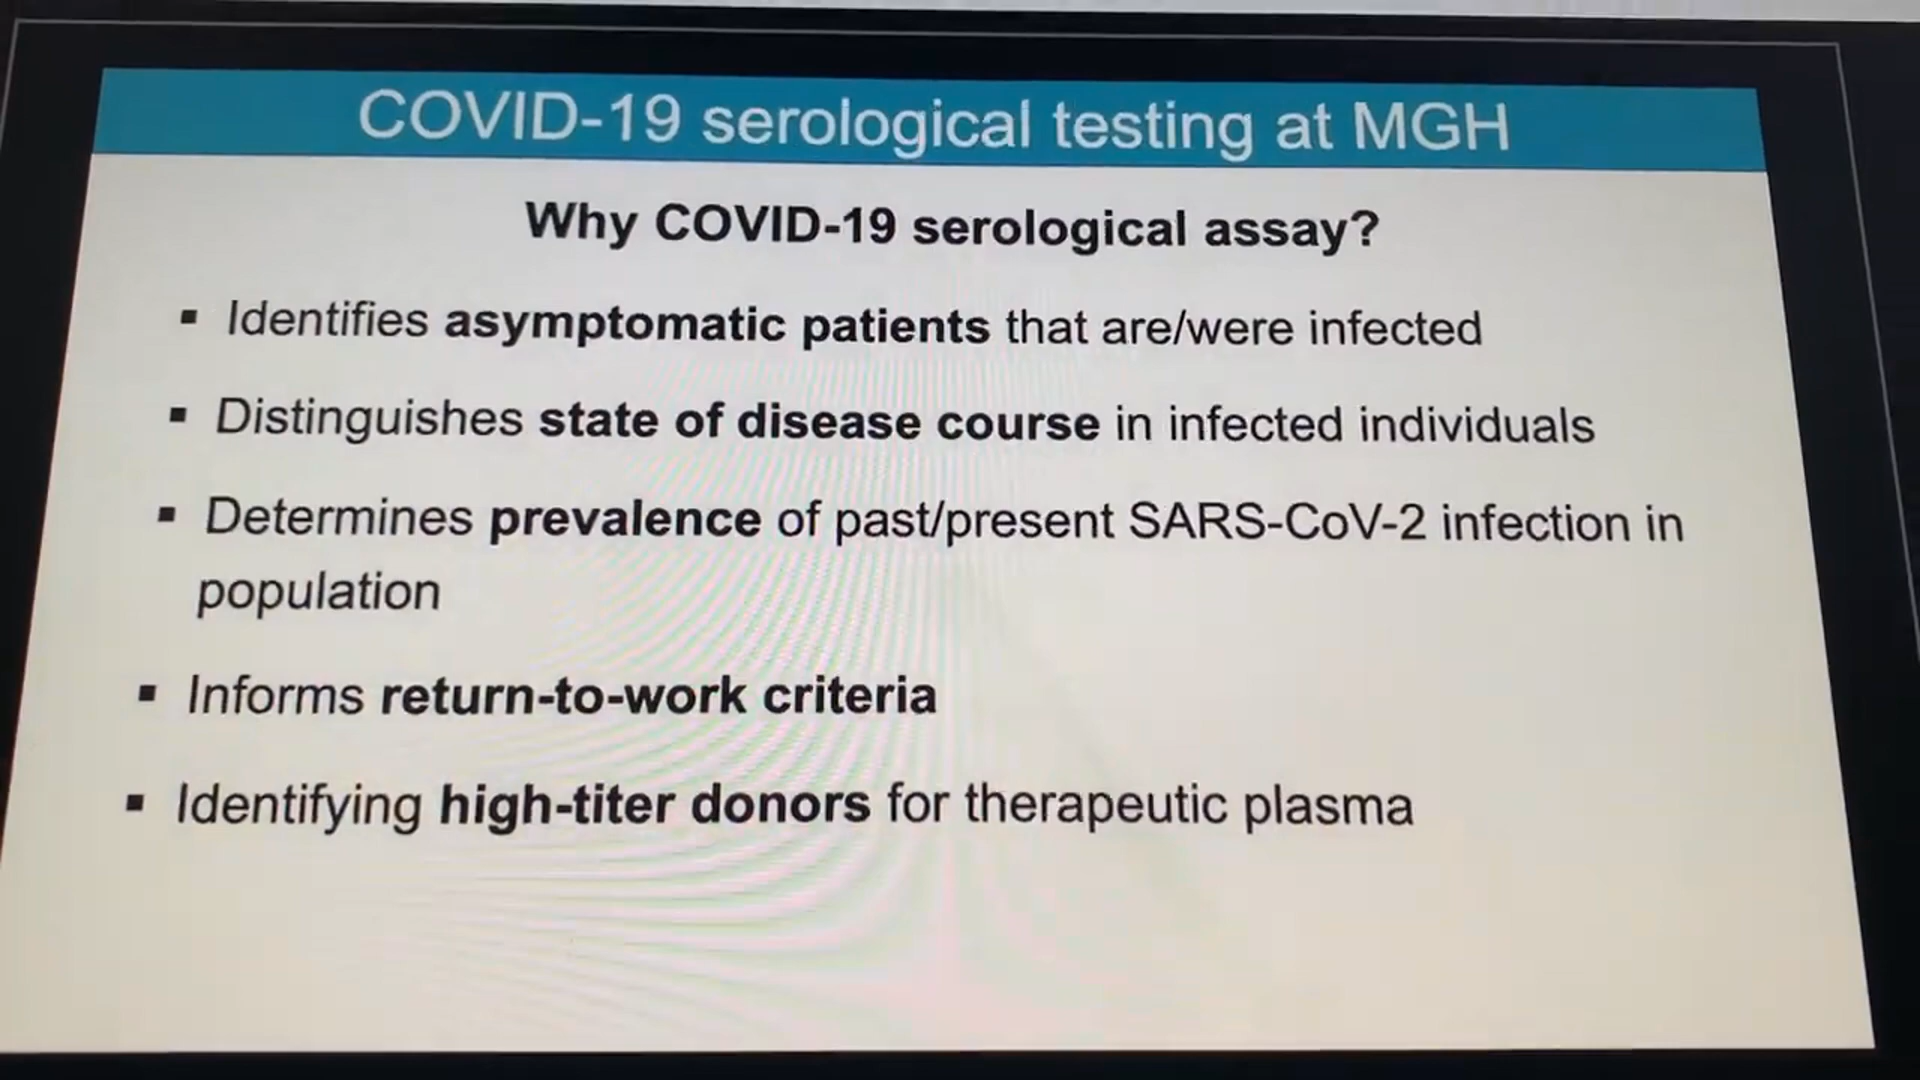 COVID-19 serological testing at MGH
Why COVID-19 serological assay?
▪ Identifies asymptomatic patients that are/were infected
▪ Distinguishes state of disease course in infected individuals
▪ Determines prevalence of past/present SARS-CoV-2 infection in
population
▪ Informs return-to-work criteria
▪ Identifying high-titer donors for therapeutic plasma